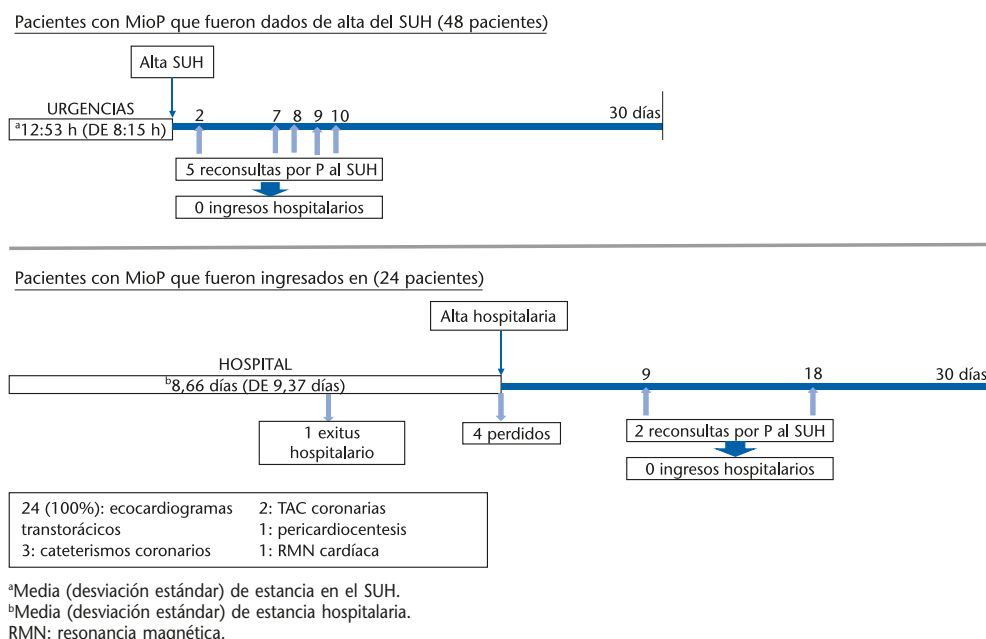 Pacientes con MioP que fueron dados de alta del SUH (48 pacientes)
Alta SUH
URGENCIAS
a12:53 h (DE 8:15 h)
2 7 8 9 10 30 días
5 reconsultas por P al SUH
0 ingresos hospitalarios
Pacientes con MioP que fueron ingresados en (24 pacientes)
Alta hospitalaria
HOSPITAL
b8,66 días (DE 9,37 días)
9 18 30 días
1 exitus
hospitalario
4 perdidos
2 reconsultas por P al SUH
0 ingresos hospitalarios
24 (100%): ecocardiogramas
transtorácicos
3: cateterismos coronarios
2: TAC coronarias
1: pericardiocentesis
1: RMN cardíaca
aMedia (desviación estándar) de estancia en el SUH.
bMedia (desviación estándar) de estancia hospitalaria.
RMN: resonancia magnética.